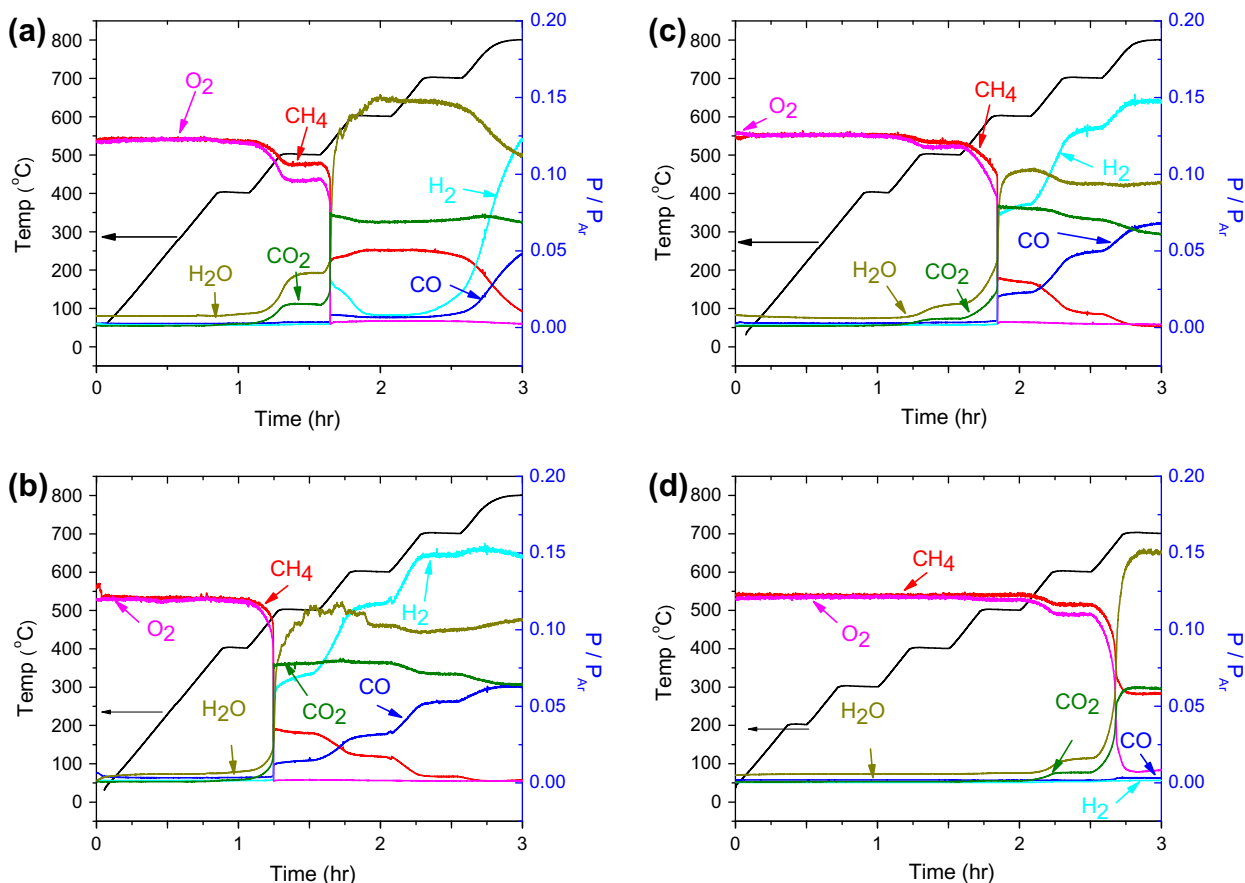 (a)
0.20
800
700
O2
CH4
0.15
600
500
H2
0.10
Temp (°C)
400
P / PAr
300
CO2
0.05
200
H2O
CO
100
0.00
0
0
1
2
3
Time (hr)
(c)
0.20
800
700
CH4
O2
0.15
600
500
H2
0.10
Temp (°C)
400
P / PAr
300
CO
0.05
200
H2O
CO2
100
0.00
0
0
1
2
3
Time (hr)
(b)
0.20
800
700
0.15
600
CH4
H2
500
O2
0.10
Temp (°C)
400
P / PAr
300
CO
0.05
H2O
CO2
200
100
0.00
0
0
1
2
3
Time (hr)
(d)
0.20
800
700
0.15
600
CH4
500
O2
0.10
Temp (°C)
400
P / PAr
300
H2O
CO2
0.05
200
CO
100
0.00
H2
0
0
1
2
3
Time (hr)